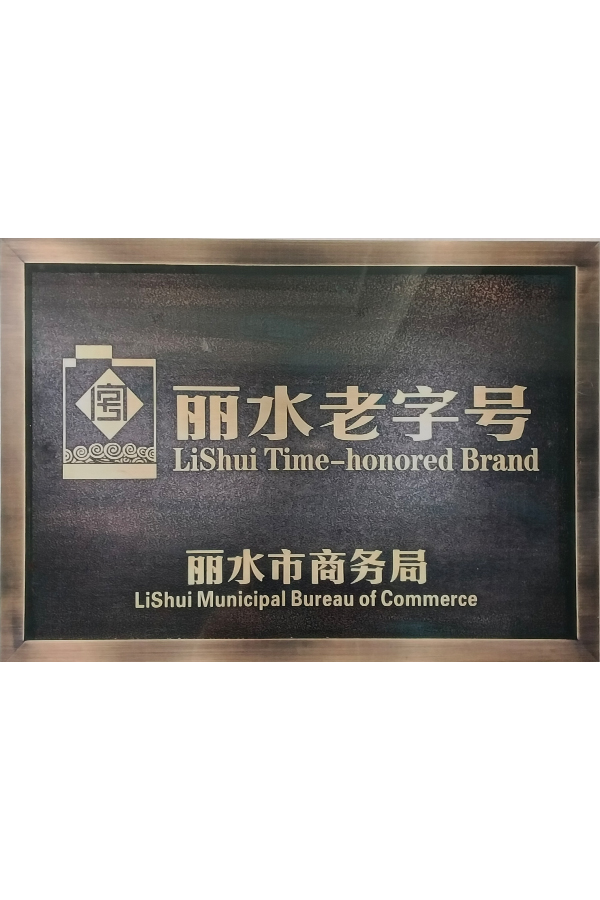 丽水老字号
LiShui Time-honored Brand
丽水市商务局
LiShui Municipal Bureau of Commerce